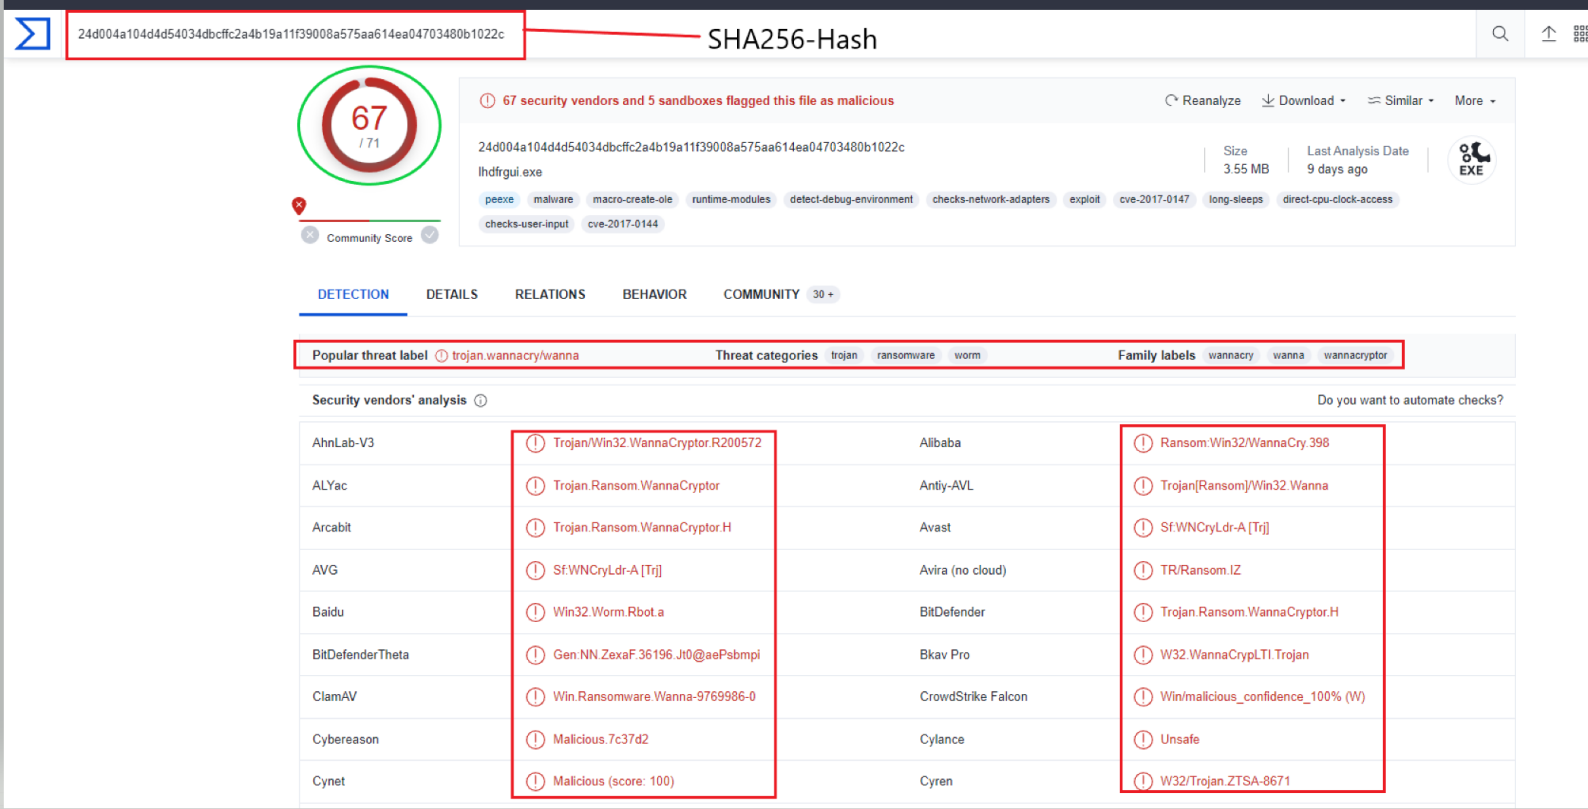 24d004a104d4d54034dbcffc2a4b19a11f39008a575aa614ea04703480b1022c
SHA256-Hash
67
/ 71
Community Score
67 security vendors and 5 sandboxes flagged this file as malicious
Reanalyze Download Similar More
24d004a104d4d54034dbcffc2a4b19a11f39008a575aa614ea04703480b1022c
lhdfrgui.exe
Size
3.55 MB
Last Analysis Date
9 days ago
EXE
peexe malware macro-create-ole runtime-modules detect-debug-environment checks-network-adapters exploit cve-2017-0147 long-sleeps direct-cpu-clock-access
checks-user-input cve-2017-0144
DETECTION DETAILS RELATIONS BEHAVIOR COMMUNITY 30 +
Popular threat label trojan.wannacry/wanna Threat categories trojan ransomware worm Family labels wannacry wanna wannacryptor
Security vendors' analysis Do you want to automate checks?
AhnLab-V3 Trojan/Win32.WannaCryptor.R200572 Alibaba Ransom:Win32/WannaCry.398
ALYac Trojan.Ransom.WannaCryptor Antiy-AVL Trojan[Ransom]/Win32.Wanna
Arcabit Trojan.Ransom.WannaCryptor.H Avast Sf:WNCryLdr-A [Trj]
AVG Sf:WNCryLdr-A [Trj] Avira (no cloud) TR/Ransom.IZ
Baidu Win32.Worm.Rbot.a BitDefender Trojan.Ransom.WannaCryptor.H
BitDefenderTheta Gen:NN.ZexaF.36196.Jt0@aePsbmpi Bkav Pro W32.WannaCrypLTI.Trojan
ClamAV Win.Ransomware.Wanna-9769986-0 CrowdStrike Falcon Win/malicious_confidence_100% (W)
Cybereason Malicious.7c37d2 Cylance Unsafe
Cynet Malicious (score: 100) Cyren W32/Trojan.ZTSA-8671